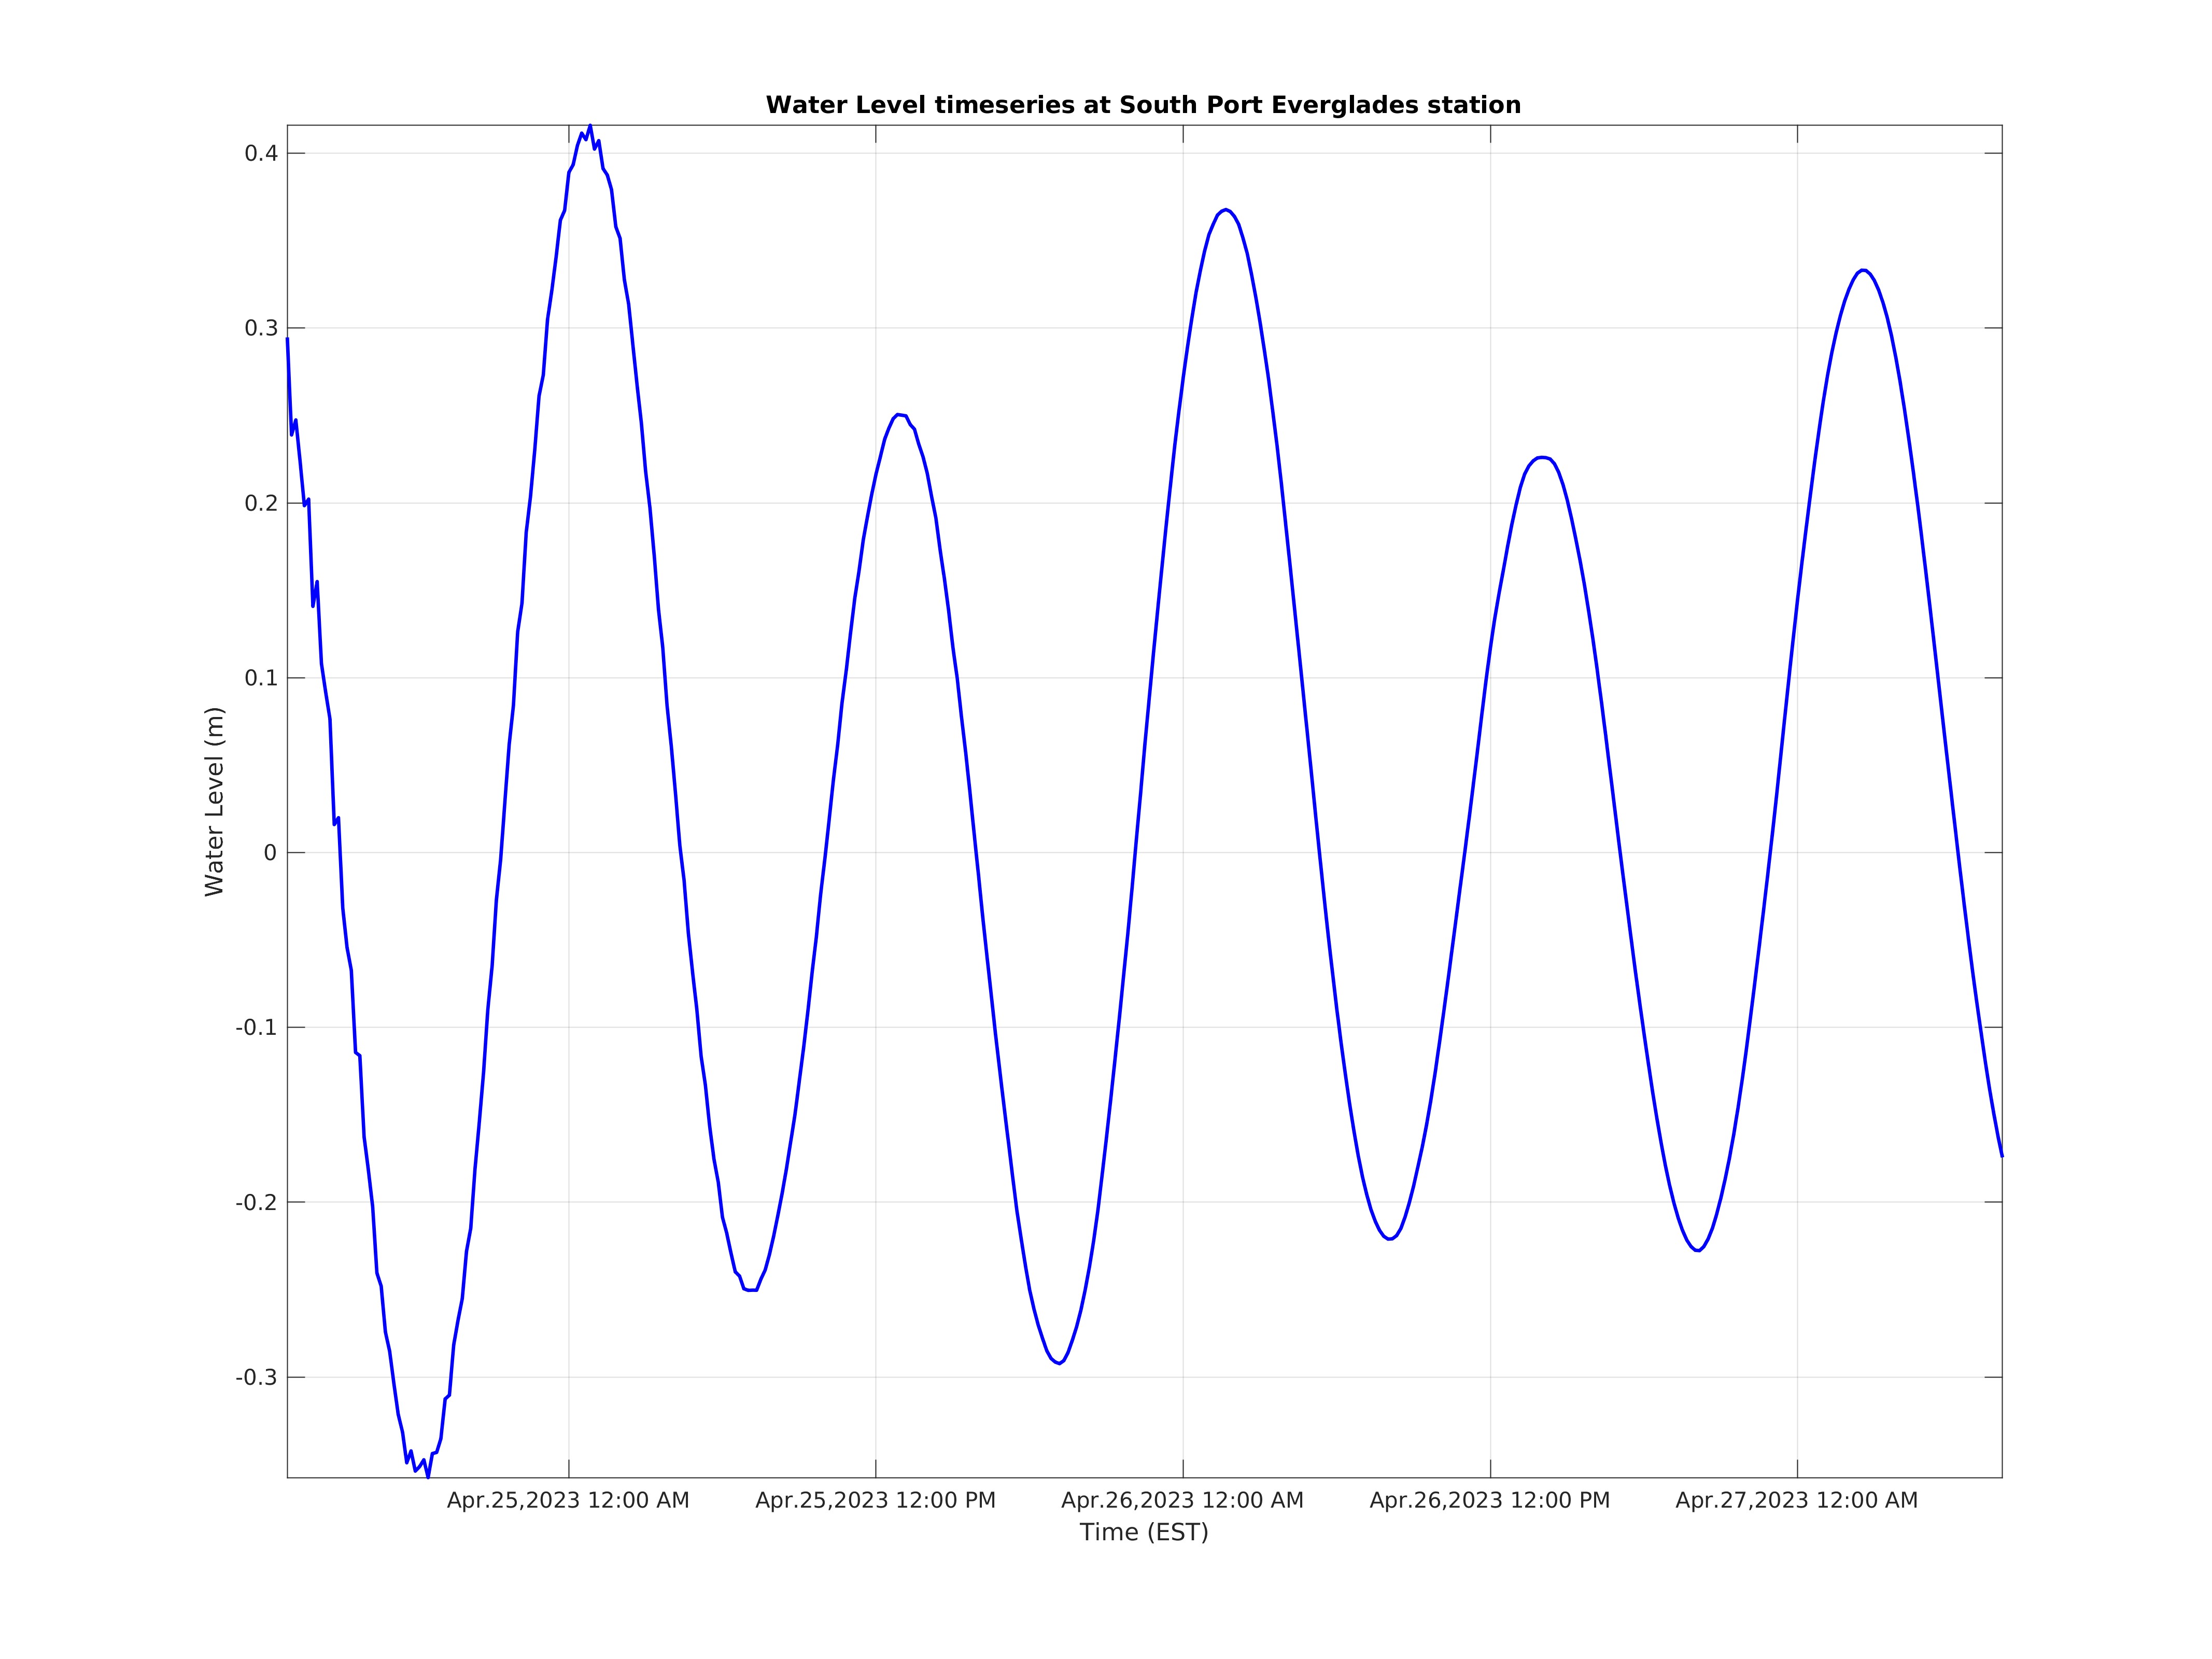 Water Level timeseries at South Port Everglades station
0.4
0.3
0.2
0.1
0
-0.1
-0.2
-0.3
Water Level (m)
Apr.25,2023 12:00 AM
Apr.25,2023 12:00 PM
Apr.26,2023 12:00 AM
Apr.26,2023 12:00 PM
Apr.27,2023 12:00 AM
Time (EST)